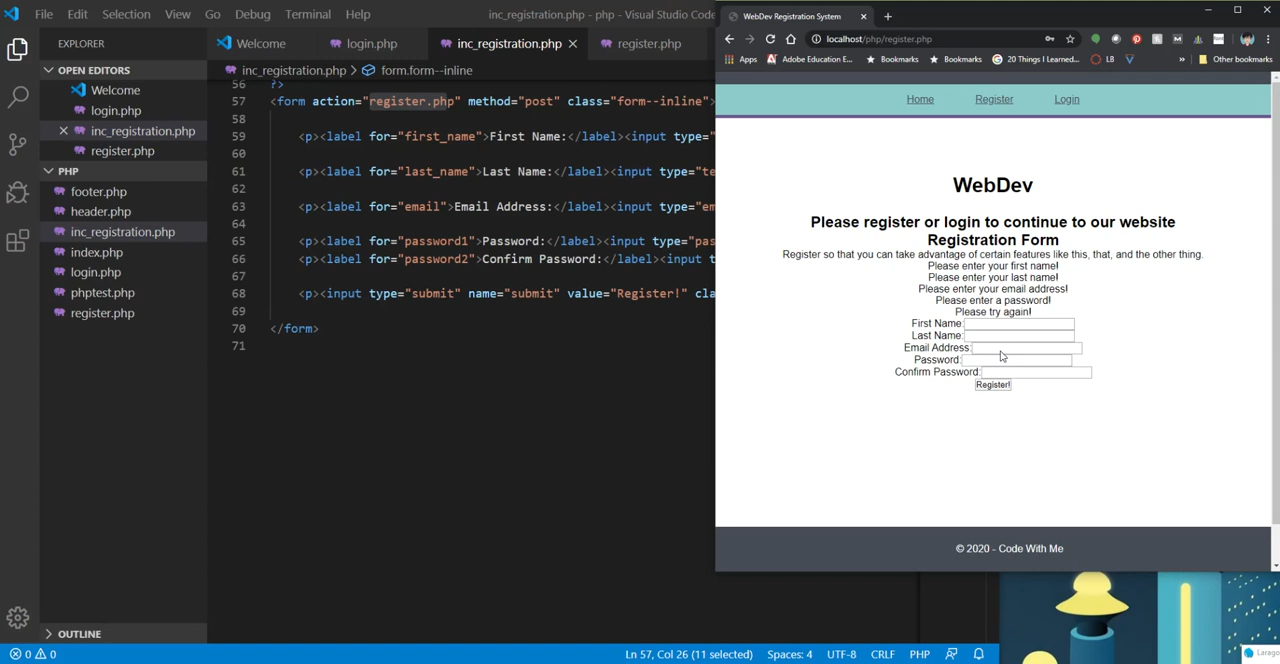 File Edit Selection View Go Debug Terminal Help
inc_registration.php - php - Visual Studio Code
EXPLORER
OPEN EDITORS
Welcome
login.php
inc_registration.php
register.php
PHP
footer.php
header.php
inc_registration.php
index.php
login.php
phptest.php
register.php
OUTLINE
Welcome login.php inc_registration.php register.php
inc_registration.php > form.form--inline
56 ?>
57 <form action="register.php" method="post" class="form--inline">
58
59 <p><label for="first_name">First Name:</label><input type="
60
61 <p><label for="last_name">Last Name:</label><input type="te
62
63 <p><label for="email">Email Address:</label><input type="em
64
65 <p><label for="password1">Password:</label><input type="pas
66 <p><label for="password2">Confirm Password:</label><input t
67
68 <p><input type="submit" name="submit" value="Register!" cla
69
70 </form>
71
0 0 Ln 57, Col 26 (11 selected) Spaces: 4 UTF-8 CRLF PHP
WebDev Registration System
localhost/php/register.php
Apps Adobe Education E... Bookmarks Bookmarks 20 Things I Learned... LB » Other bookmarks
Home Register Login
WebDev
Please register or login to continue to our website
Registration Form
Register so that you can take advantage of certain features like this, that, and the other thing.
Please enter your first name!
Please enter your last name!
Please enter your email address!
Please enter a password!
Please try again!
First Name:
Last Name:
Email Address:
Password:
Confirm Password:
Register!
© 2020 - Code With Me